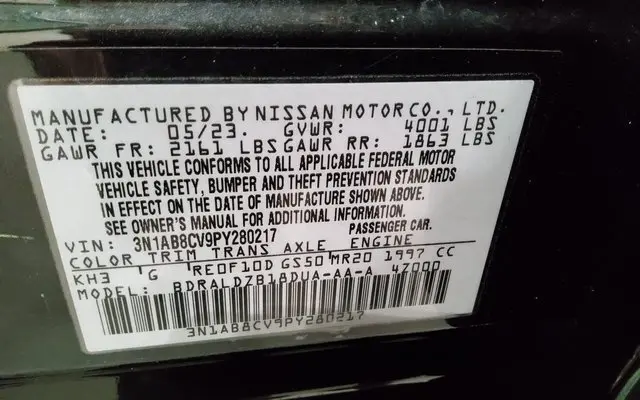 MANUFACTURED BY NISSAN MOTOR CO., LTD.
DATE: 05/23. GVWR: 4001 LBS
GAWR FR: 2161 LBS GAWR RR: 1863 LBS
THIS VEHICLE CONFORMS TO ALL APPLICABLE FEDERAL MOTOR
VEHICLE SAFETY, BUMPER AND THEFT PREVENTION STANDARDS
IN EFFECT ON THE DATE OF MANUFACTURE SHOWN ABOVE.
SEE OWNER'S MANUAL FOR ADDITIONAL INFORMATION.
VIN: 3N1AB8CV9PY280217 PASSENGER CAR.
COLOR TRIM TRANS AXLE ENGINE
KH3 G RE0F10D GS50 MR20 1997 CC
MODEL: BDRALDZB18DUA-AA-A 4Z000
3N1AB8CV9PY280217